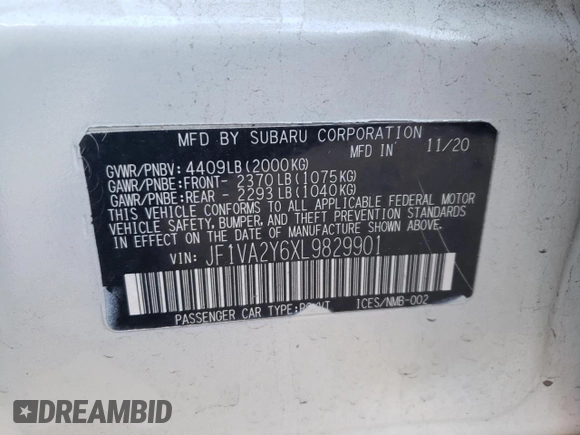 MFD BY SUBARU CORPORATION
MFD IN 11/20
GVWR/PNBV: 4409LB(2000KG)
GAWR/PNBE:FRONT- 2370LB(1075KG)
GAWR/PNBE:REAR - 2293LB(1040KG)
THIS VEHICLE CONFORMS TO ALL APPLICABLE FEDERAL MOTOR
VEHICLE SAFETY, BUMPER, AND THEFT PREVENTION STANDARDS
IN EFFECT ON THE DATE OF MANUFACTURE SHOWN ABOVE.
VIN: JF1VA2Y6XL9829901
PASSENGER CAR TYPE: ICES/NMB-002
DREAMBID